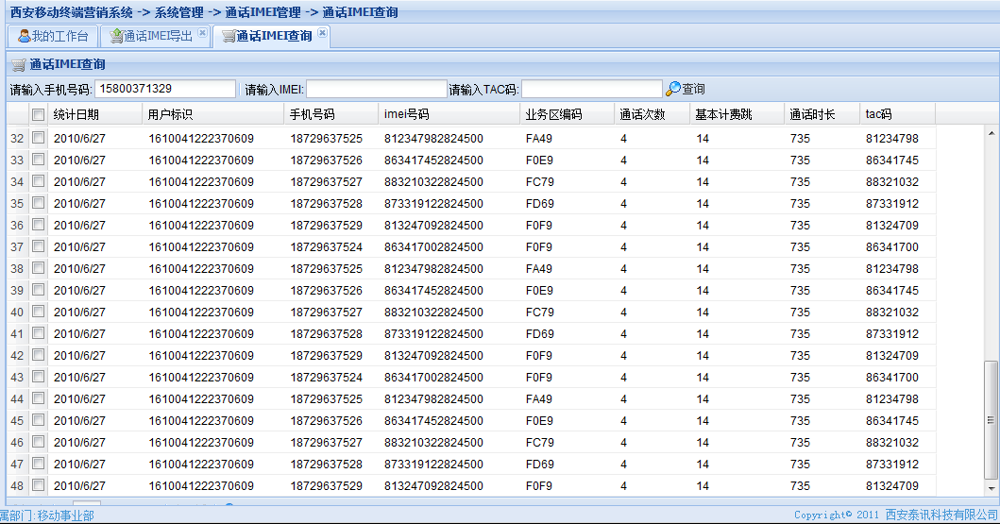 西安移动终端营销系统 -> 系统管理 -> 通话IMEI管理 -> 通话IMEI查询
我的工作台 通话IMEI导出 通话IMEI查询
通话IMEI查询
请输入手机号码: 15800371329 请输入IMEI: 请输入TAC码: 查询
统计日期 用户标识 手机号码 imei号码 业务区编码 通话次数 基本计费跳 通话时长 tac码
32 2010/6/27 1610041222370609 18729637525 812347982824500 FA49 4 14 735 81234798
33 2010/6/27 1610041222370609 18729637526 863417452824500 F0E9 4 14 735 86341745
34 2010/6/27 1610041222370609 18729637527 883210322824500 FC79 4 14 735 88321032
35 2010/6/27 1610041222370609 18729637528 873319122824500 FD69 4 14 735 87331912
36 2010/6/27 1610041222370609 18729637529 813247092824500 F0F9 4 14 735 81324709
37 2010/6/27 1610041222370609 18729637524 863417002824500 F0F9 4 14 735 86341700
38 2010/6/27 1610041222370609 18729637525 812347982824500 FA49 4 14 735 81234798
39 2010/6/27 1610041222370609 18729637526 863417452824500 F0E9 4 14 735 86341745
40 2010/6/27 1610041222370609 18729637527 883210322824500 FC79 4 14 735 88321032
41 2010/6/27 1610041222370609 18729637528 873319122824500 FD69 4 14 735 87331912
42 2010/6/27 1610041222370609 18729637529 813247092824500 F0F9 4 14 735 81324709
43 2010/6/27 1610041222370609 18729637524 863417002824500 F0F9 4 14 735 86341700
44 2010/6/27 1610041222370609 18729637525 812347982824500 FA49 4 14 735 81234798
45 2010/6/27 1610041222370609 18729637526 863417452824500 F0E9 4 14 735 86341745
46 2010/6/27 1610041222370609 18729637527 883210322824500 FC79 4 14 735 88321032
47 2010/6/27 1610041222370609 18729637528 873319122824500 FD69 4 14 735 87331912
48 2010/6/27 1610041222370609 18729637529 813247092824500 F0F9 4 14 735 81324709
属部门:移动事业部 Copyright© 2011 西安泰讯科技有限公司